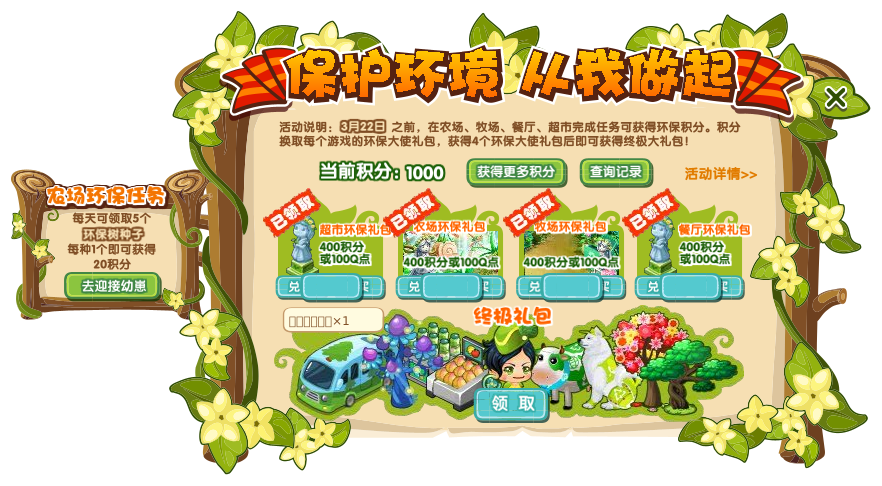 保护环境 从我做起
活动说明：3月22日 之前，在农场、牧场、餐厅、超市完成任务可获得环保积分。积分
换取每个游戏的环保大使礼包，获得4个环保大使礼包后即可获得终极大礼包！
当前积分：1000
获得更多积分
查询记录
活动详情>>
农场环保任务
每天可领取5个
环保树种子
每种1个即可获得
20积分
去迎接幼崽
已领取
超市环保礼包
400积分
或100Q点
兑
买
已领取
农场环保礼包
400积分或100Q点
兑
买
已领取
牧场环保礼包
400积分或100Q点
兑
买
已领取
餐厅环保礼包
400积分
或100Q点
兑
买
终极礼包
□□□□□□×1
领 取